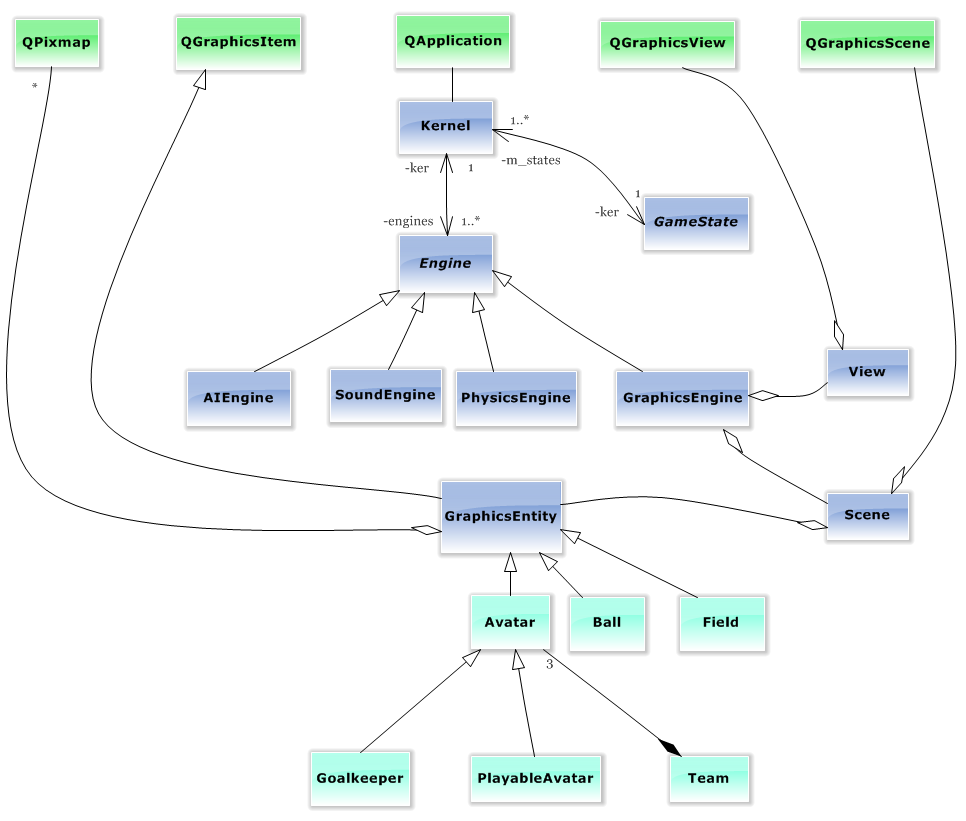 QPixmap
QGraphicsItem
QApplication
QGraphicsView
QGraphicsScene
*
Kernel
1..*
-m_states
-ker
1
1
-ker
GameState
-engines
1..*
Engine
AIEngine
SoundEngine
PhysicsEngine
GraphicsEngine
View
GraphicsEntity
Scene
Avatar
Ball
Field
3
Goalkeeper
PlayableAvatar
Team